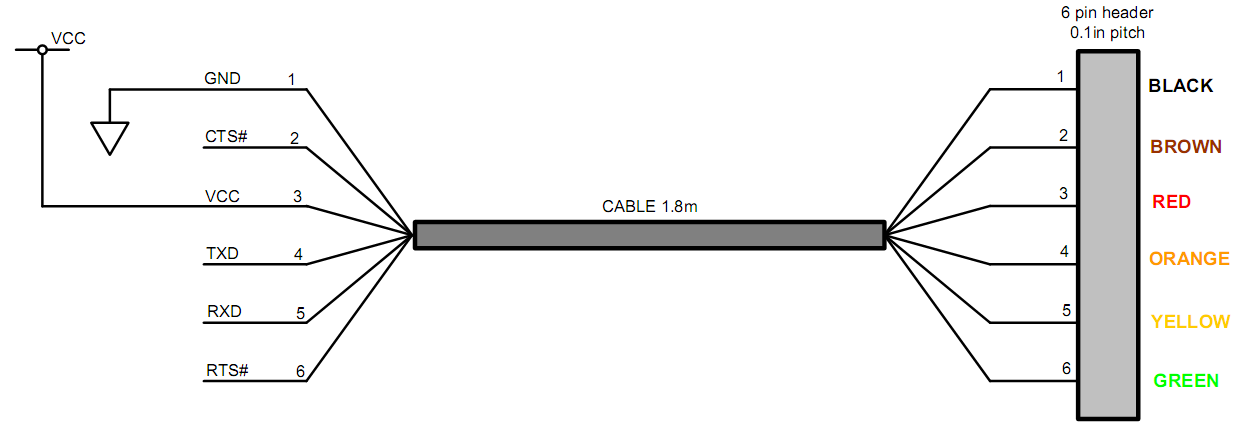 6 pin header
0.1in pitch
VCC
GND 1
1 BLACK
CTS# 2
2 BROWN
VCC 3
3 RED
CABLE 1.8m
TXD 4
4 ORANGE
RXD 5
5 YELLOW
RTS# 6
6 GREEN